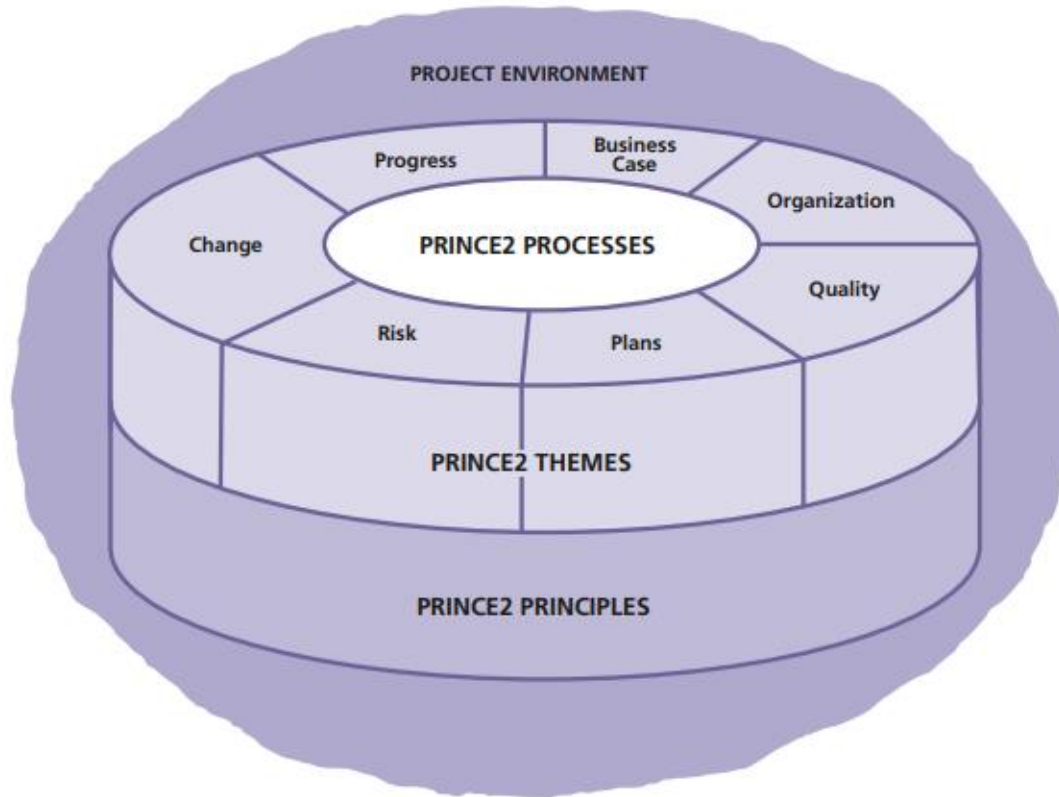 PROJECT ENVIRONMENT
Progress
Business
Case
Organization
Change
PRINCE2 PROCESSES
Quality
Risk
Plans
PRINCE2 THEMES
PRINCE2 PRINCIPLES